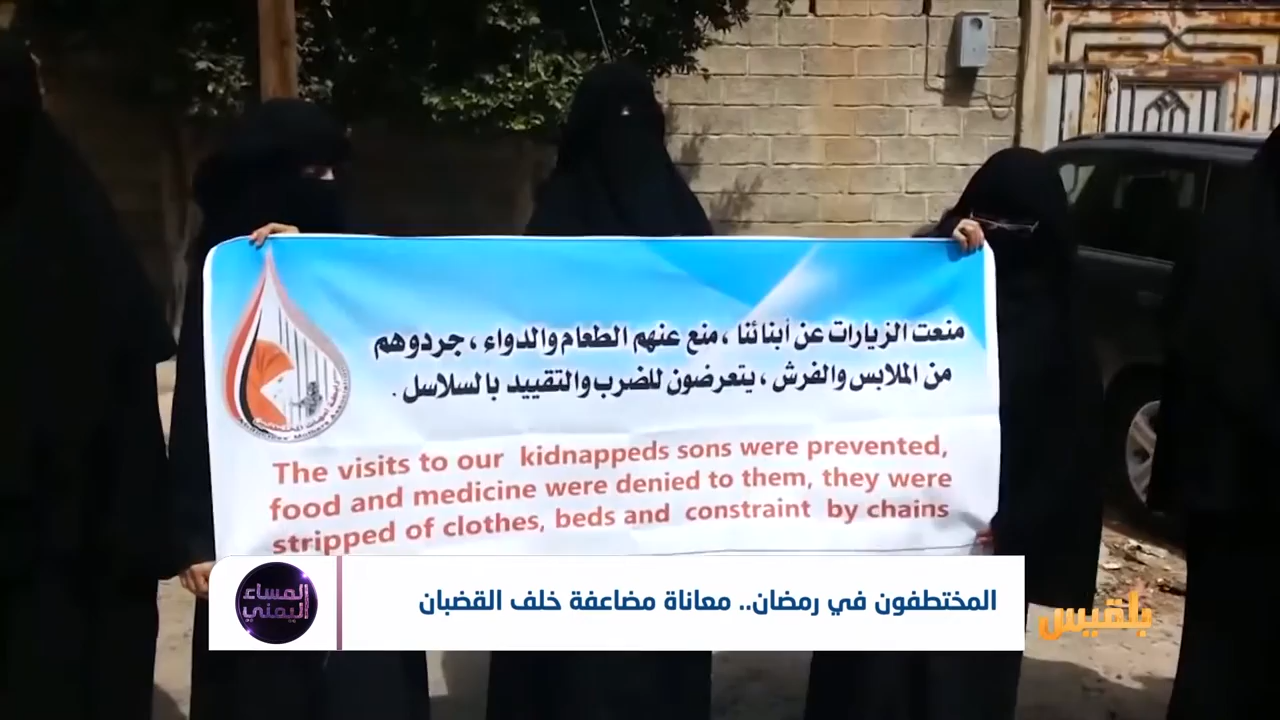 منعت الزيارات عن أبنائنا ، منع عنهم الطعام والدواء ، جردوهم
من الملابس والفرش ، يتعرضون للضرب والتقييد بالسلاسل .
The visits to our kidnappeds sons were prevented,
food and medicine were denied to them, they were
stripped of clothes, beds and constraint by chains
المساء
اليمني
المختطفون في رمضان.. معاناة مضاعفة خلف القضبان
بلقيس